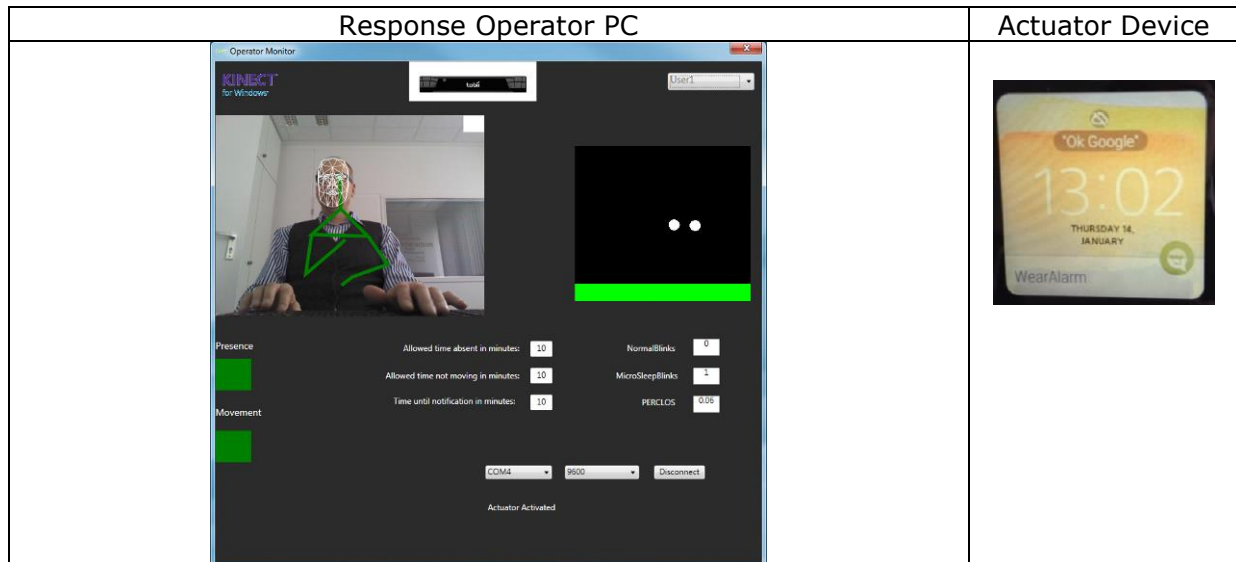 Response Operator PC
Actuator Device
Operator Monitor
KINECT
for Windows
tobii
User1
Presence
Movement
Allowed time absent in minutes: 10
Allowed time not moving in minutes: 10
Time until notification in minutes: 10
NormalBlinks 0
MicroSleepBlinks 1
PERCLOS 0.06
COM4 9600 Disconnect
Actuator Activated
"Ok Google"
13:02
THURSDAY 14,
JANUARY
WearAlarm